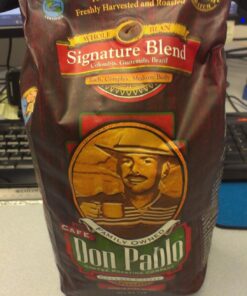 Freshly Harvested and Roasted
WHOLE BEAN
Signature Blend
Colombia, Guatemala, Brazil
Rich, Complex, Medium Body
FAMILY OWNED
CAFÉ
Don Pablo